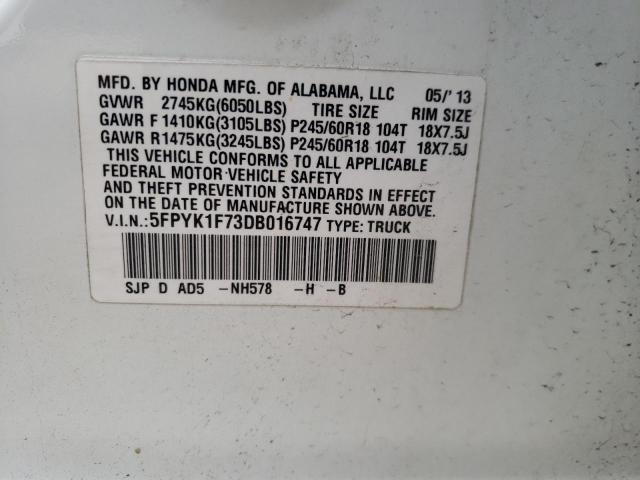 MFD. BY HONDA MFG. OF ALABAMA, LLC 05/'13
GVWR 2745KG(6050LBS) TIRE SIZE RIM SIZE
GAWR F 1410KG(3105LBS) P245/60R18 104T 18X7.5J
GAWR R1475KG(3245LBS) P245/60R18 104T 18X7.5J
THIS VEHICLE CONFORMS TO ALL APPLICABLE
FEDERAL MOTOR VEHICLE SAFETY
AND THEFT PREVENTION STANDARDS IN EFFECT
ON THE DATE OF MANUFACTURE SHOWN ABOVE.
V.I.N.:5FPYK1F73DB016747 TYPE: TRUCK
SJP D AD5 -NH578 -H -B